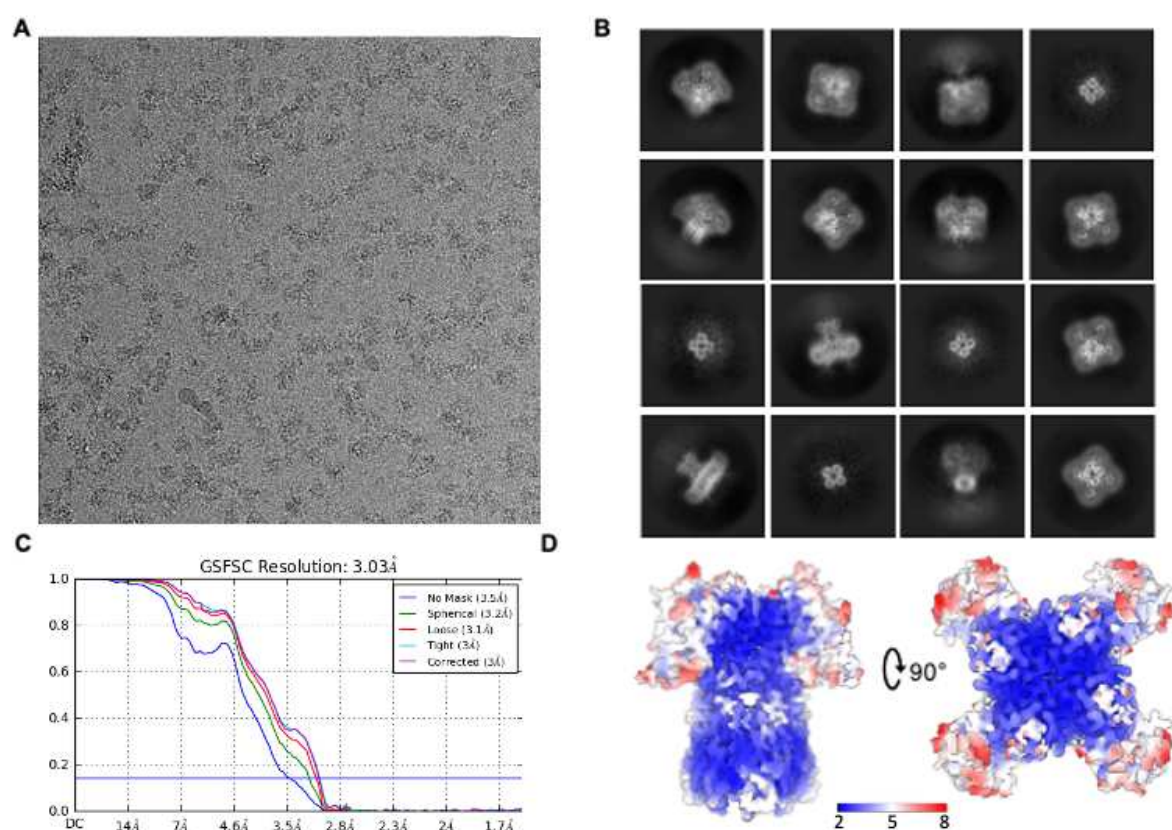 A
B
C
GSFSC Resolution: 3.03Å
1.0
0.8
0.6
0.4
0.2
0.0
No Mask (3.5Å)
Spherical (3.2Å)
Loose (3.1Å)
Tight (3Å)
Corrected (3Å)
DC 14Å 7Å 4.6Å 3.5Å 2.8Å 2.3Å 2Å 1.7Å
D
90°
2 5 8